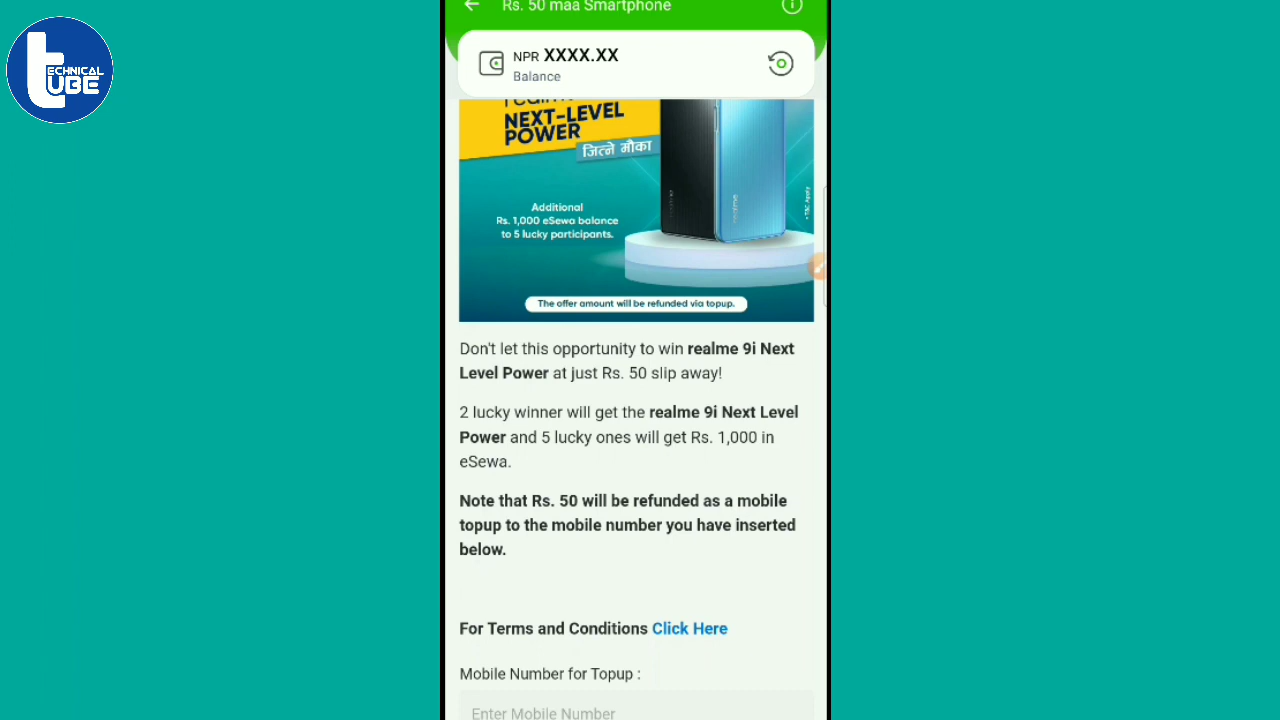 Rs. 50 maa Smartphone
TECHNICAL
TUBE
NPR XXXX.XX
Balance
realme
NEXT-LEVEL
POWER
जित्ने मौका
Additional
Rs. 1,000 eSewa balance
to 5 lucky participants.
realme
*T&C Apply
The offer amount will be refunded via topup.
Don't let this opportunity to win realme 9i Next
Level Power at just Rs. 50 slip away!
2 lucky winner will get the realme 9i Next Level
Power and 5 lucky ones will get Rs. 1,000 in
eSewa.
Note that Rs. 50 will be refunded as a mobile
topup to the mobile number you have inserted
below.
For Terms and Conditions Click Here
Mobile Number for Topup :
Enter Mobile Number